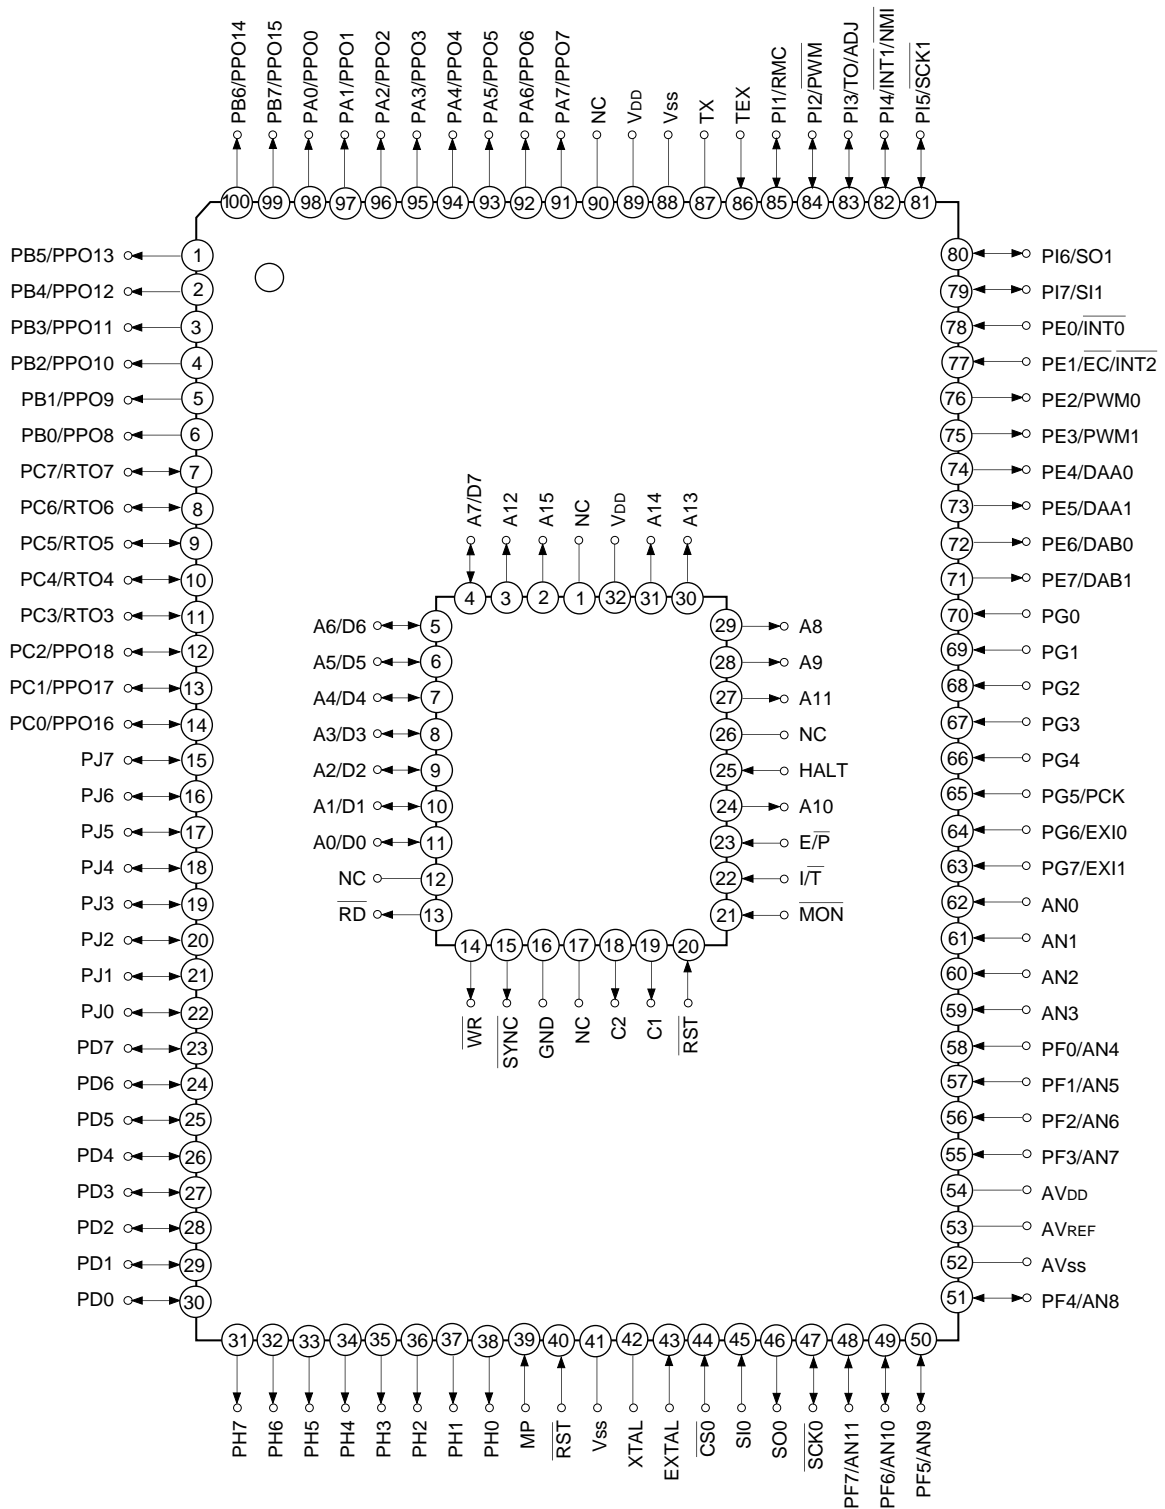 PB6/PPO14
PB7/PPO15
PA0/PPO0
PA1/PPO1
PA2/PPO2
PA3/PPO3
PA4/PPO4
PA5/PPO5
PA6/PPO6
PA7/PPO7
NC
VDD
Vss
TX
TEX
PI1/RMC
PI2/PWM
PI3/TO/ADJ
PI4/INT1/NMI
PI5/SCK1
100 99 98 97 96 95 94 93 92 91 90 89 88 87 86 85 84 83 82 81
PB5/PPO13 1
PB4/PPO12 2
PB3/PPO11 3
PB2/PPO10 4
PB1/PPO9 5
PB0/PPO8 6
PC7/RTO7 7
PC6/RTO6 8
PC5/RTO5 9
PC4/RTO4 10
PC3/RTO3 11
PC2/PPO18 12
PC1/PPO17 13
PC0/PPO16 14
PJ7 15
PJ6 16
PJ5 17
PJ4 18
PJ3 19
PJ2 20
PJ1 21
PJ0 22
PD7 23
PD6 24
PD5 25
PD4 26
PD3 27
PD2 28
PD1 29
PD0 30
A7/D7
A12
A15
NC
VDD
A14
A13
4 3 2 1 32 31 30
A6/D6 5
A5/D5 6
A4/D4 7
A3/D3 8
A2/D2 9
A1/D1 10
A0/D0 11
NC 12
RD 13
29 A8
28 A9
27 A11
26 NC
25 HALT
24 A10
23 E/P
22 I/T
21 MON
14 15 16 17 18 19 20
WR
SYNC
GND
NC
C2
C1
RST
80 PI6/SO1
79 PI7/SI1
78 PE0/INT0
77 PE1/EC/INT2
76 PE2/PWM0
75 PE3/PWM1
74 PE4/DAA0
73 PE5/DAA1
72 PE6/DAB0
71 PE7/DAB1
70 PG0
69 PG1
68 PG2
67 PG3
66 PG4
65 PG5/PCK
64 PG6/EXI0
63 PG7/EXI1
62 AN0
61 AN1
60 AN2
59 AN3
58 PF0/AN4
57 PF1/AN5
56 PF2/AN6
55 PF3/AN7
54 AVDD
53 AVREF
52 AVss
51 PF4/AN8
31 32 33 34 35 36 37 38 39 40 41 42 43 44 45 46 47 48 49 50
PH7
PH6
PH5
PH4
PH3
PH2
PH1
PH0
MP
RST
Vss
XTAL
EXTAL
CS0
SI0
SO0
SCK0
PF7/AN11
PF6/AN10
PF5/AN9